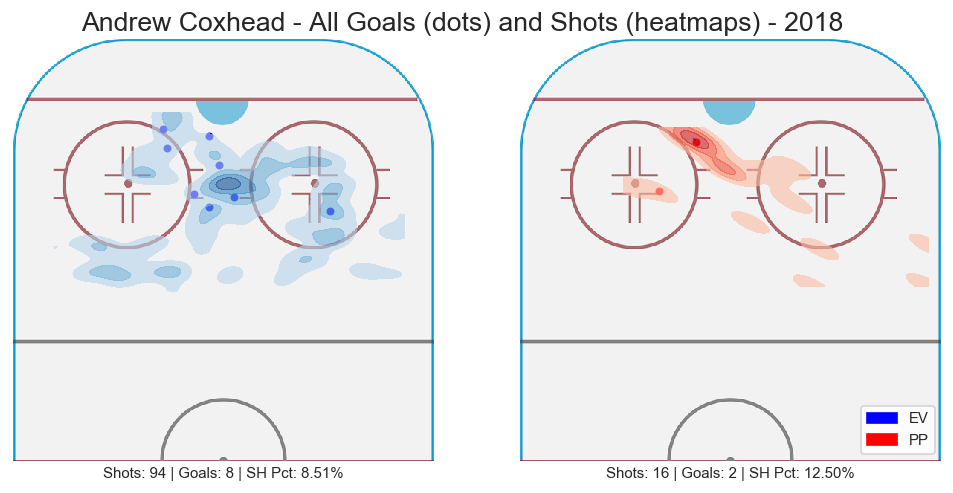 Andrew Coxhead - All Goals (dots) and Shots (heatmaps) - 2018
EV
PP
Shots: 94 | Goals: 8 | SH Pct: 8.51%
Shots: 16 | Goals: 2 | SH Pct: 12.50%